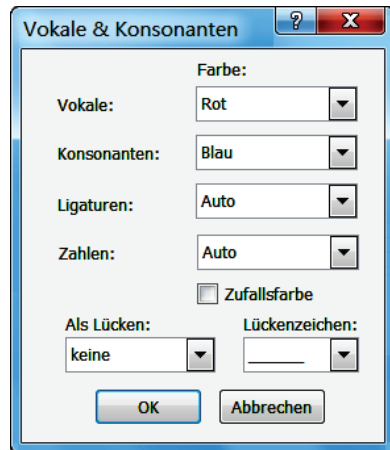 Vokale & Konsonanten ? X
Farbe:
Vokale: Rot
Konsonanten: Blau
Ligaturen: Auto
Zahlen: Auto
Zufallsfarbe
Als Lücken: Lückenzeichen:
keine ______
OK Abbrechen